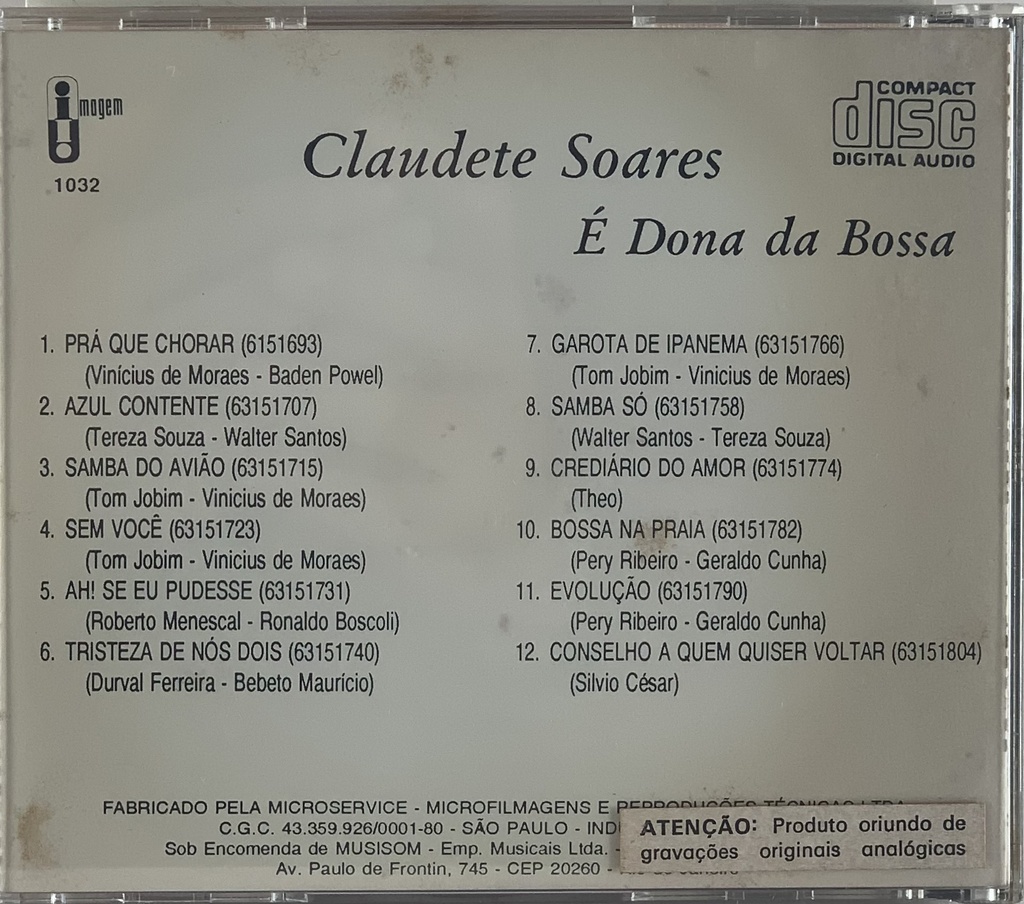 imagem
1032
COMPACT
disc
DIGITAL AUDIO
Claudete Soares
É Dona da Bossa
1. PRÁ QUE CHORAR (6151693)
(Vinícius de Moraes - Baden Powel)
2. AZUL CONTENTE (63151707)
(Tereza Souza - Walter Santos)
3. SAMBA DO AVIÃO (63151715)
(Tom Jobim - Vinicius de Moraes)
4. SEM VOCÊ (63151723)
(Tom Jobim - Vinicius de Moraes)
5. AH! SE EU PUDESSE (63151731)
(Roberto Menescal - Ronaldo Boscoli)
6. TRISTEZA DE NÓS DOIS (63151740)
(Durval Ferreira - Bebeto Maurício)
7. GAROTA DE IPANEMA (63151766)
(Tom Jobim - Vinicius de Moraes)
8. SAMBA SÓ (63151758)
(Walter Santos - Tereza Souza)
9. CREDIÁRIO DO AMOR (63151774)
(Theo)
10. BOSSA NA PRAIA (63151782)
(Pery Ribeiro - Geraldo Cunha)
11. EVOLUÇÃO (63151790)
(Pery Ribeiro - Geraldo Cunha)
12. CONSELHO A QUEM QUISER VOLTAR (63151804)
(Silvio César)
FABRICADO PELA MICROSERVICE - MICROFILMAGENS E REPRODUÇÕES TÉCNICAS LTDA
C.G.C. 43.359.926/0001-80 - SÃO PAULO -
Sob Encomenda de MUSISOM - Emp. Musicais Ltda. -
Av. Paulo de Frontin, 745 - CEP 20260 - Rio de Janeiro
ATENÇÃO: Produto oriundo de
gravações originais analógicas